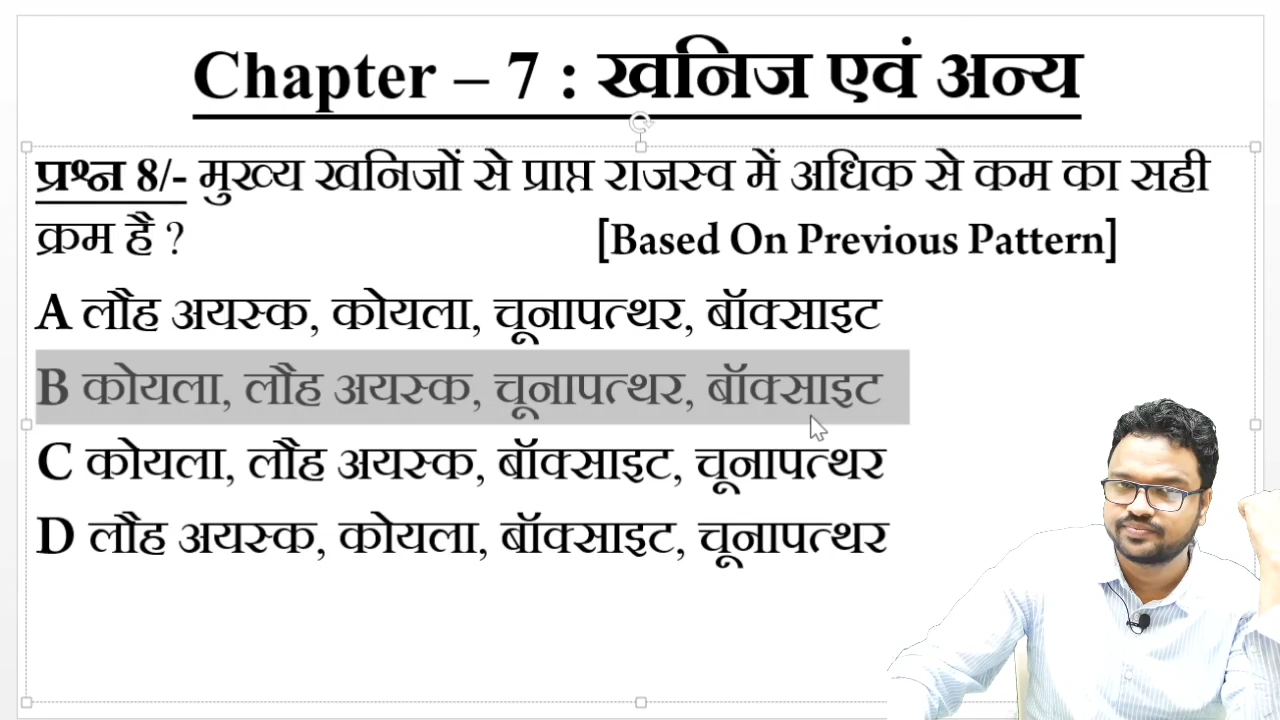 Chapter – 7 : खनिज एवं अन्य
प्रश्न 8/- मुख्य खनिजों से प्राप्त राजस्व में अधिक से कम का सही
क्रम है ? [Based On Previous Pattern]
A लौह अयस्क, कोयला, चूनापत्थर, बॉक्साइट
B कोयला, लौह अयस्क, चूनापत्थर, बॉक्साइट
C कोयला, लौह अयस्क, बॉक्साइट, चूनापत्थर
D लौह अयस्क, कोयला, बॉक्साइट, चूनापत्थर